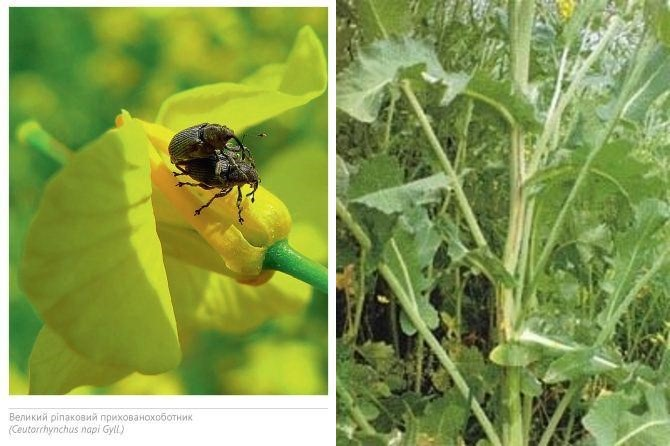 Великий ріпаковий прихованохоботник
(Ceutorrhynchus napi Gyll.)